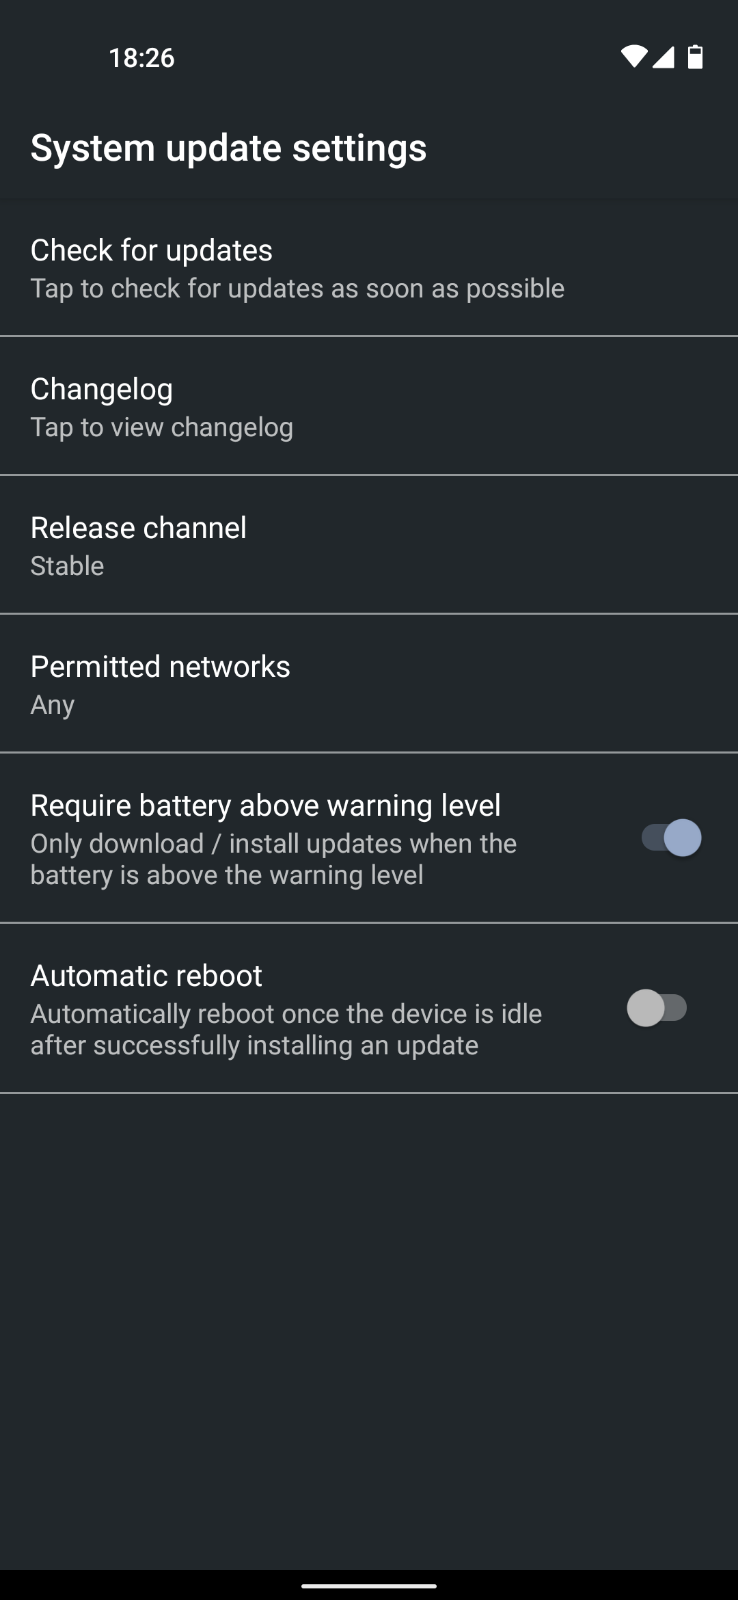 18:26
System update settings
Check for updates
Tap to check for updates as soon as possible
Changelog
Tap to view changelog
Release channel
Stable
Permitted networks
Any
Require battery above warning level
Only download / install updates when the
battery is above the warning level
Automatic reboot
Automatically reboot once the device is idle
after successfully installing an update